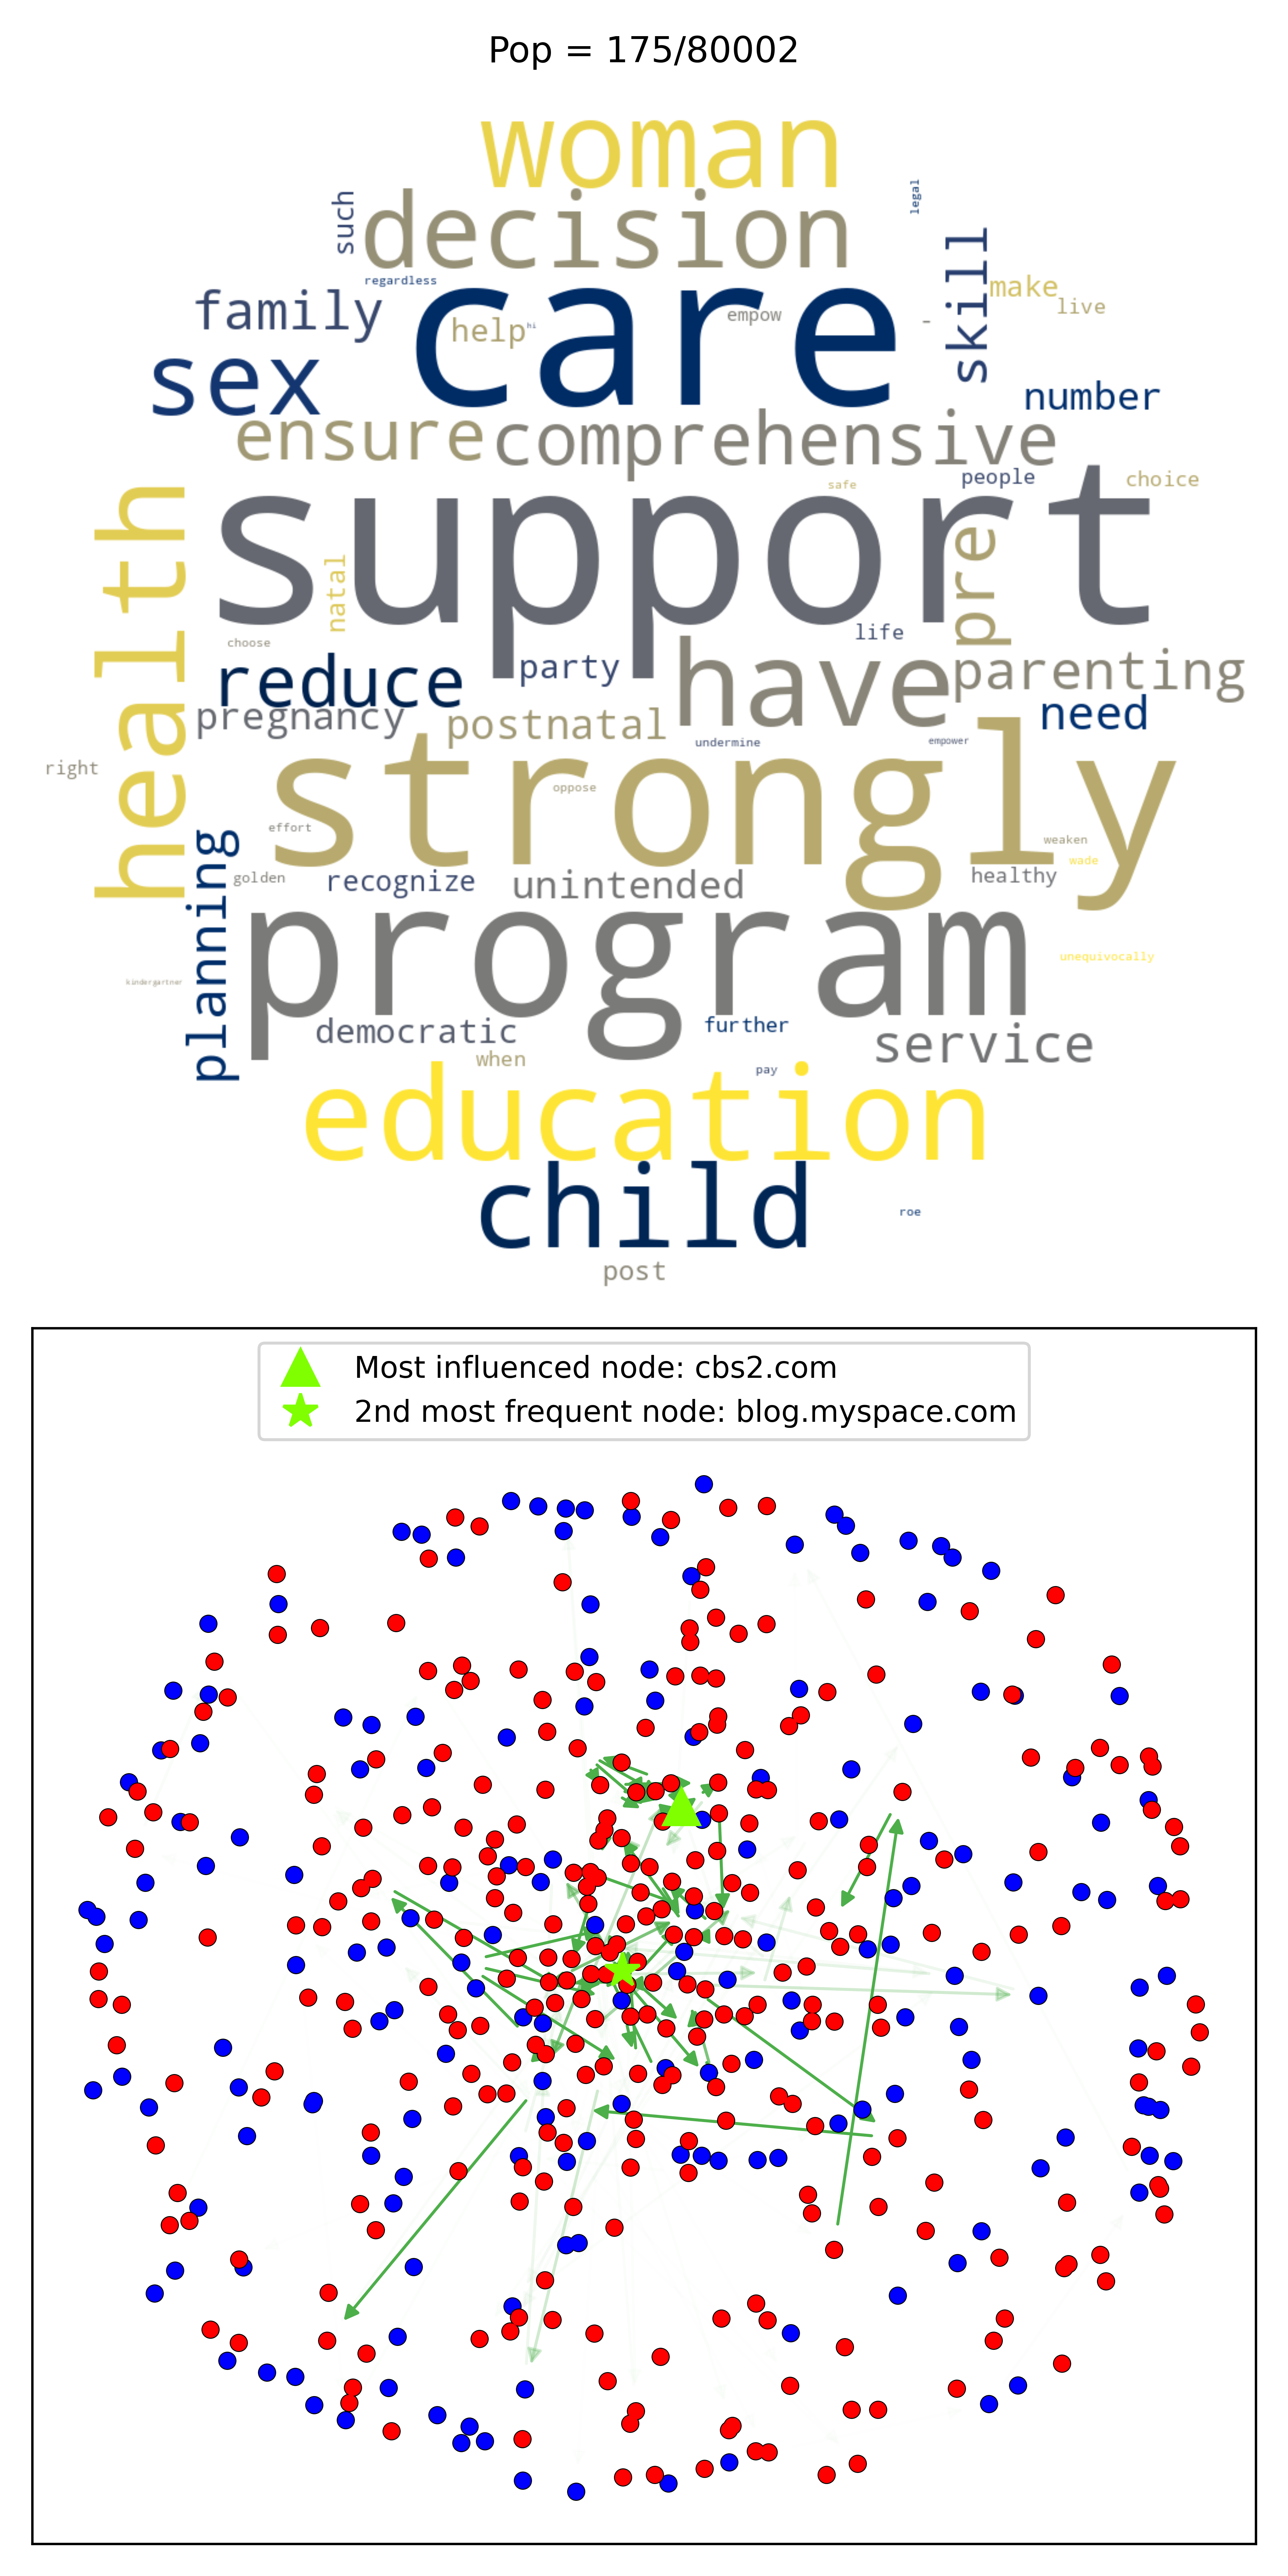 Pop = 175/80002
woman
such
decision
legal
skill
regardless
family
help
hi
care
empow
-
make
live
sex
number
ensure
comprehensive
health
support
safe
people
choice
pre
natal
choose
life
reduce
party
have
parenting
pregnancy
postnatal
need
undermine
empower
right
strongly
oppose
effort
weaken
wade
planning
golden
recognize
unintended
healthy
program
unequivocally
kindergartner
democratic
further
service
when
pay
education
child
roe
post
Most influenced node: cbs2.com
2nd most frequent node: blog.myspace.com